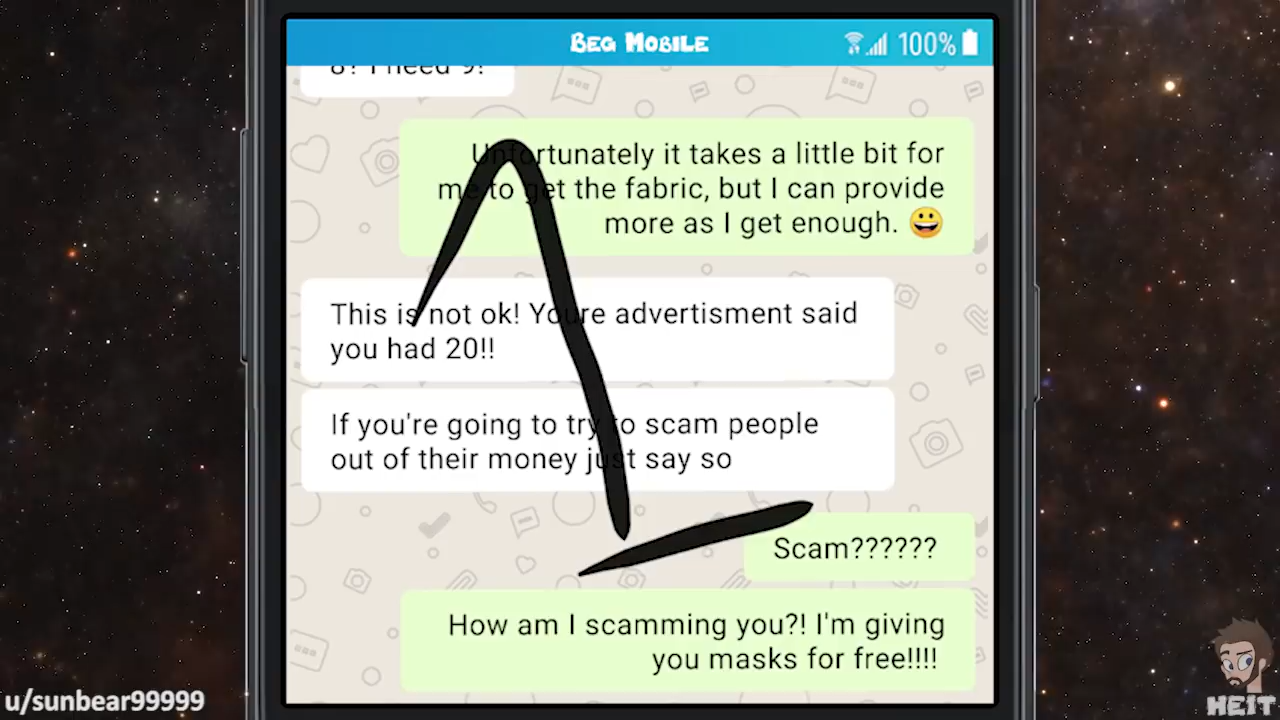 Beg Mobile
100%
8? I need 9!
Unfortunately it takes a little bit for
me to get the fabric, but I can provide
more as I get enough. 😀
This is not ok! Youre advertisment said
you had 20!!
If you're going to try to scam people
out of their money just say so
Scam??????
How am I scamming you?! I'm giving
you masks for free!!!!
u/sunbear99999
HEIT
1